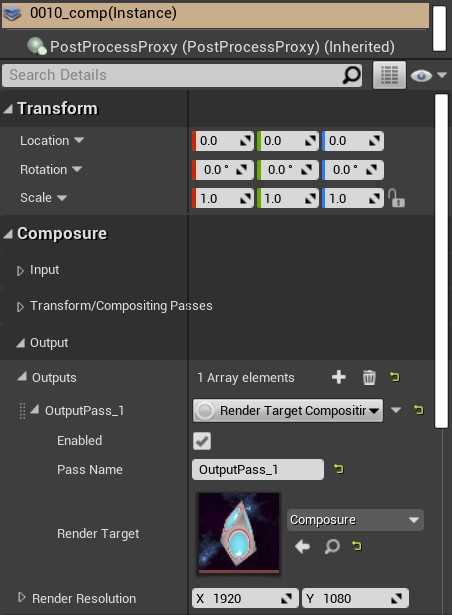 0010_comp(Instance)
PostProcessProxy (PostProcessProxy) (Inherited)
Search Details
Transform
Location 0.0 0.0 0.0
Rotation 0.0 ° 0.0 ° 0.0 °
Scale 1.0 1.0 1.0
Composure
Input
Transform/Compositing Passes
Output
Outputs 1 Array elements
OutputPass_1 Render Target Compositir
Enabled
Pass Name OutputPass_1
Render Target Composure
Render Resolution X 1920 Y 1080